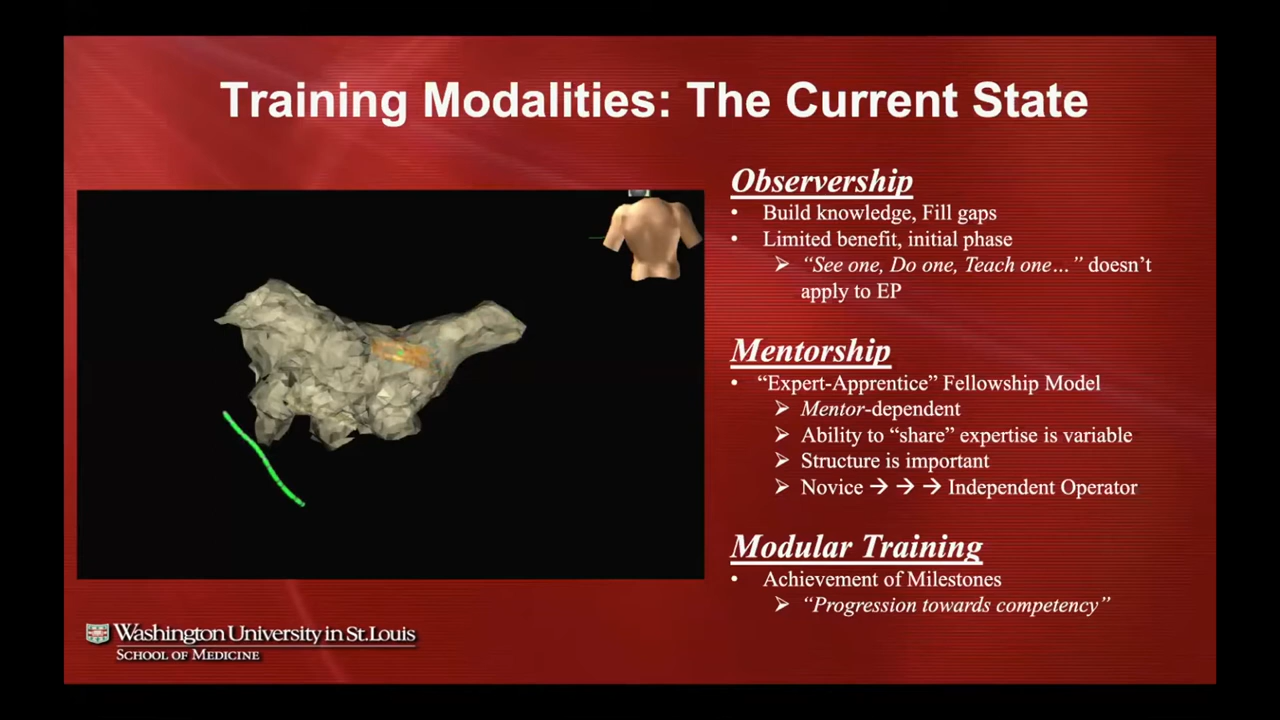 Training Modalities: The Current State
Observership
• Build knowledge, Fill gaps
• Limited benefit, initial phase
➢ “See one, Do one, Teach one…” doesn’t
apply to EP
Mentorship
• “Expert-Apprentice” Fellowship Model
➢ Mentor-dependent
➢ Ability to “share” expertise is variable
➢ Structure is important
➢ Novice → → → Independent Operator
Modular Training
• Achievement of Milestones
➢ “Progression towards competency”
Washington University in St. Louis
School of Medicine